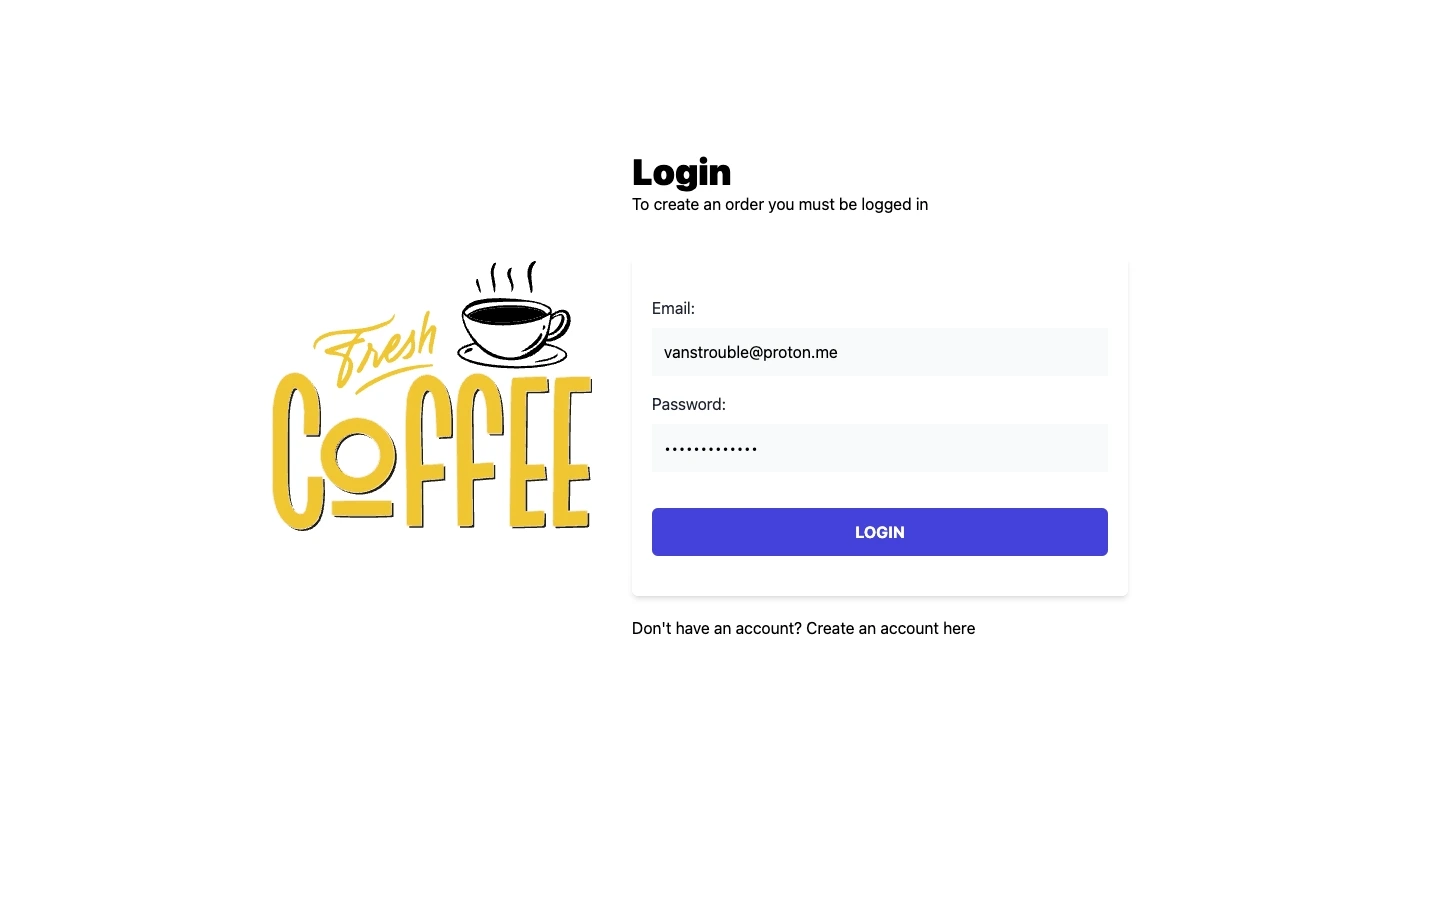 Login
To create an order you must be logged in
Fresh
COFFEE
Email:
vanstrouble@proton.me
Password:
•••••••••••••
LOGIN
Don't have an account? Create an account here